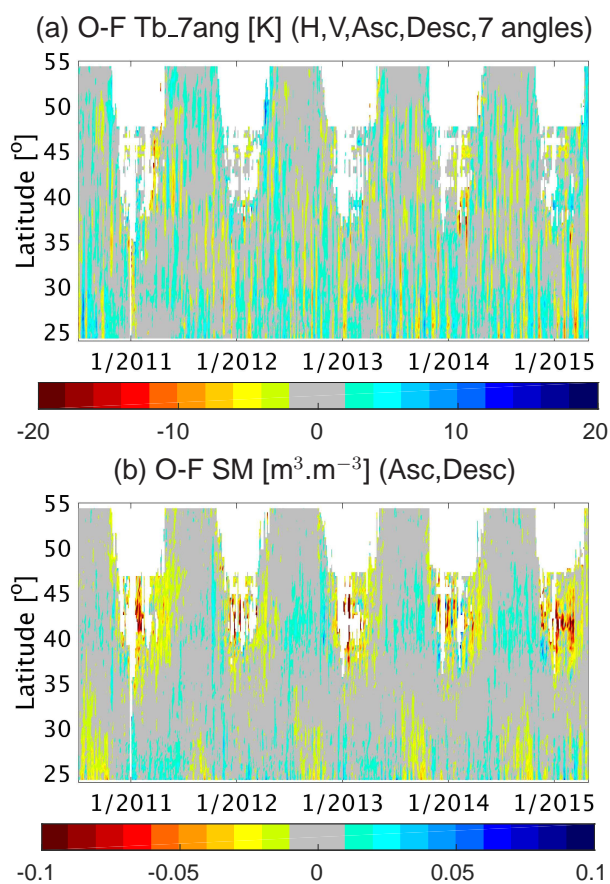 (a) O-F Tb_7ang [K] (H,V,Asc,Desc,7 angles)
55
50
45
40
35
30
25
Latitude [º]
1/2011 1/2012 1/2013 1/2014 1/2015
-20 -10 0 10 20
(b) O-F SM [m³.m⁻³] (Asc,Desc)
55
50
45
40
35
30
25
Latitude [º]
1/2011 1/2012 1/2013 1/2014 1/2015
-0.1 -0.05 0 0.05 0.1